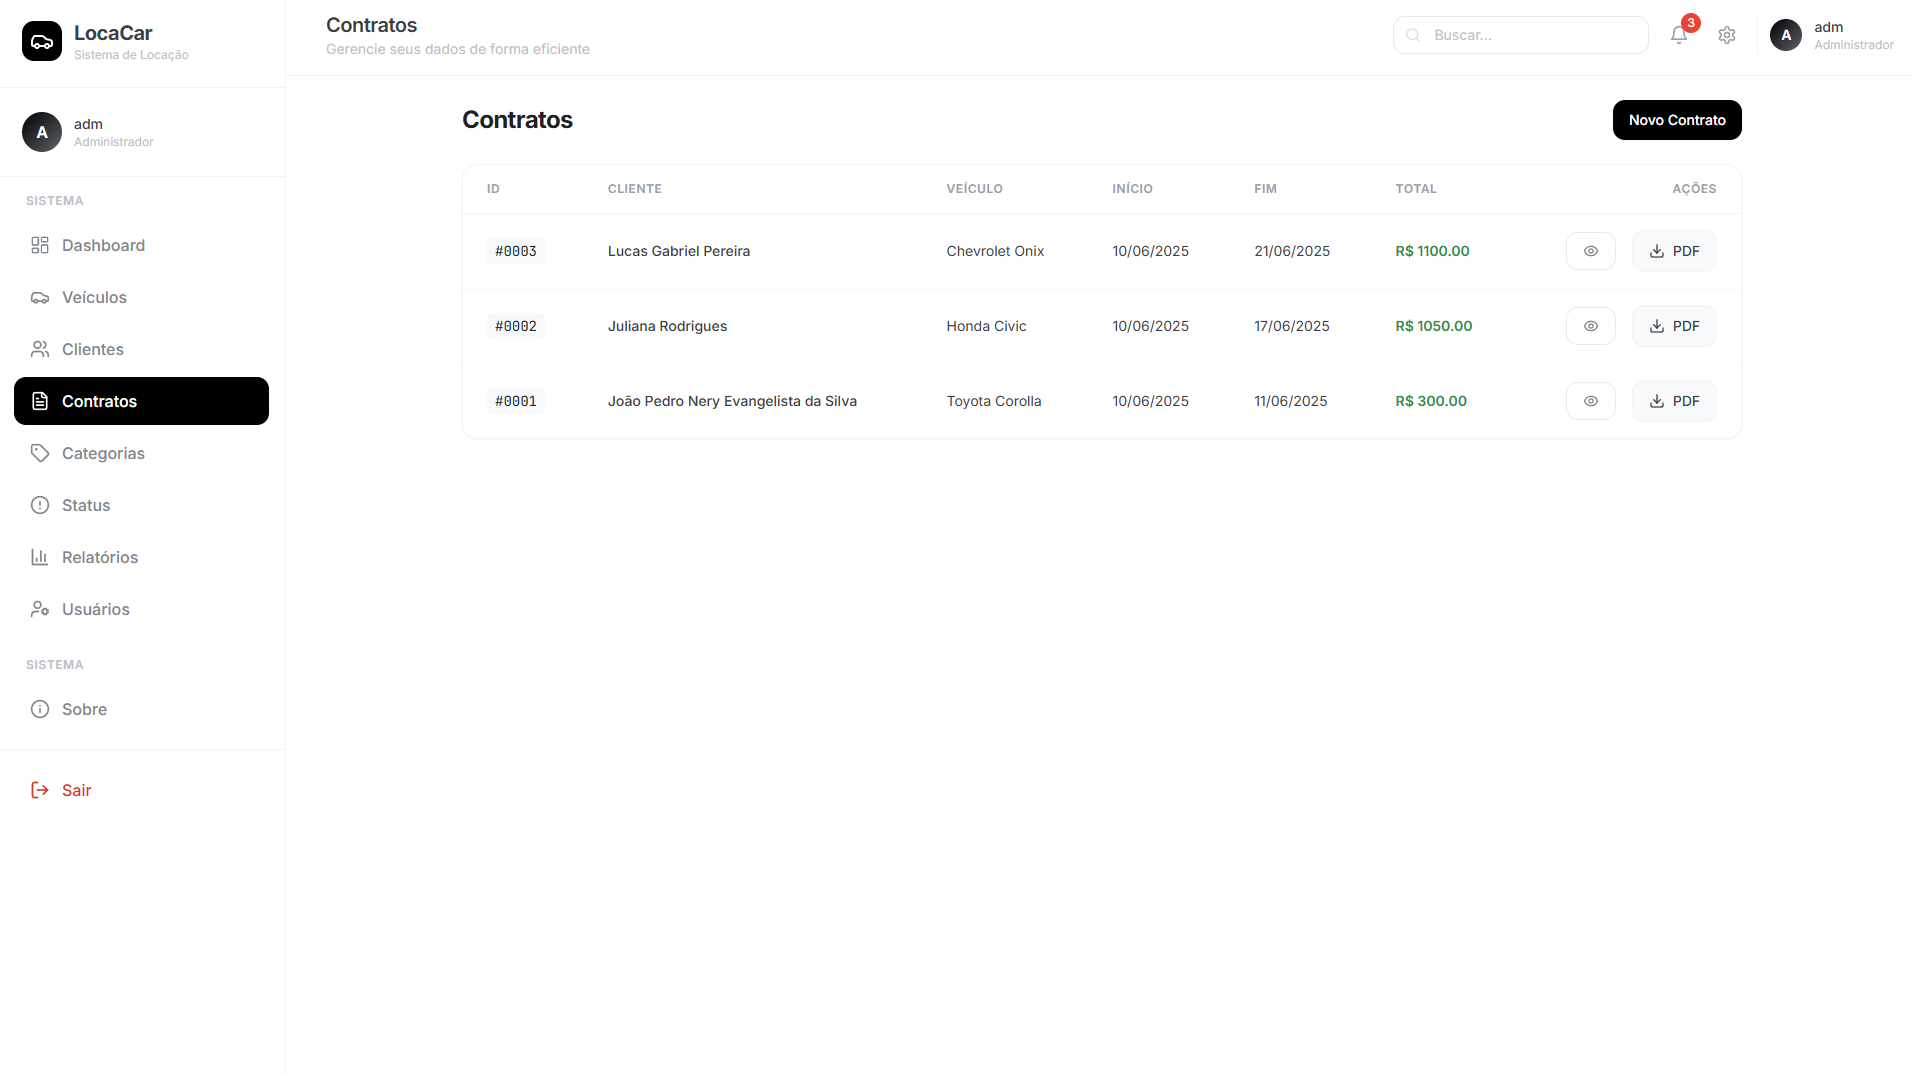 LocaCar
Sistema de Locação
A
adm
Administrador
SISTEMA
Dashboard
Veículos
Clientes
Contratos
Categorias
Status
Relatórios
Usuários
SISTEMA
Sobre
Sair
Contratos
Gerencie seus dados de forma eficiente
Buscar...
3
A
adm
Administrador
Contratos
Novo Contrato
ID CLIENTE VEÍCULO INÍCIO FIM TOTAL AÇÕES
#0003 Lucas Gabriel Pereira Chevrolet Onix 10/06/2025 21/06/2025 R$ 1100.00 PDF
#0002 Juliana Rodrigues Honda Civic 10/06/2025 17/06/2025 R$ 1050.00 PDF
#0001 João Pedro Nery Evangelista da Silva Toyota Corolla 10/06/2025 11/06/2025 R$ 300.00 PDF